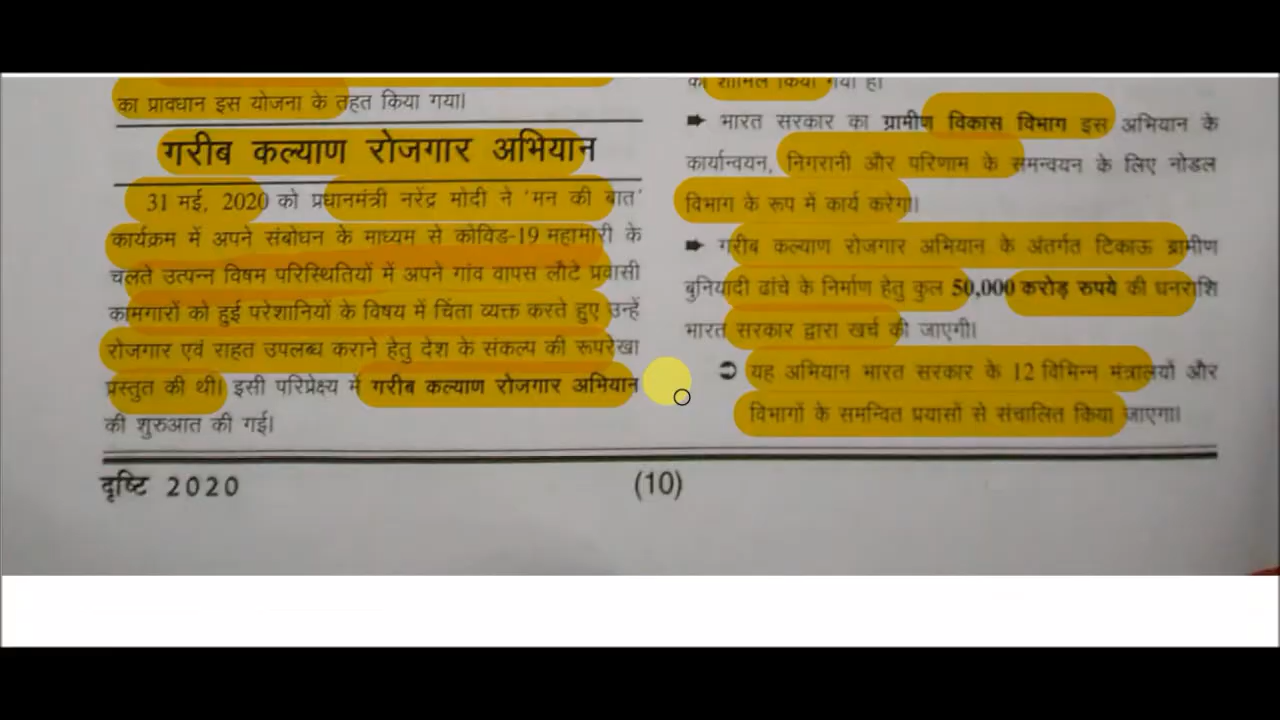 का प्रावधान इस योजना के तहत किया गया।
गरीब कल्याण रोजगार अभियान
31 मई, 2020 को प्रधानमंत्री नरेंद्र मोदी ने 'मन की बात'
कार्यक्रम में अपने संबोधन के माध्यम से कोविड-19 महामारी के
चलते उत्पन्न विषम परिस्थितियों में अपने गांव वापस लौटे प्रवासी
कामगारों को हुई परेशानियों के विषय में चिंता व्यक्त करते हुए उन्हें
रोजगार एवं राहत उपलब्ध कराने हेतु देश के संकल्प की रूपरेखा
प्रस्तुत की थी। इसी परिप्रेक्ष्य में गरीब कल्याण रोजगार अभियान
की शुरुआत की गई।
को शामिल किया गया है।
➡ भारत सरकार का ग्रामीण विकास विभाग इस अभियान के
कार्यान्वयन, निगरानी और परिणाम के समन्वयन के लिए नोडल
विभाग के रूप में कार्य करेगा।
➡ गरीब कल्याण रोजगार अभियान के अंतर्गत टिकाऊ ग्रामीण
बुनियादी ढांचे के निर्माण हेतु कुल 50,000 करोड़ रुपये की धनराशि
भारत सरकार द्वारा खर्च की जाएगी।
➲ यह अभियान भारत सरकार के 12 विभिन्न मंत्रालयों और
विभागों के समन्वित प्रयासों से संचालित किया जाएगा।
दृष्टि 2020
(10)